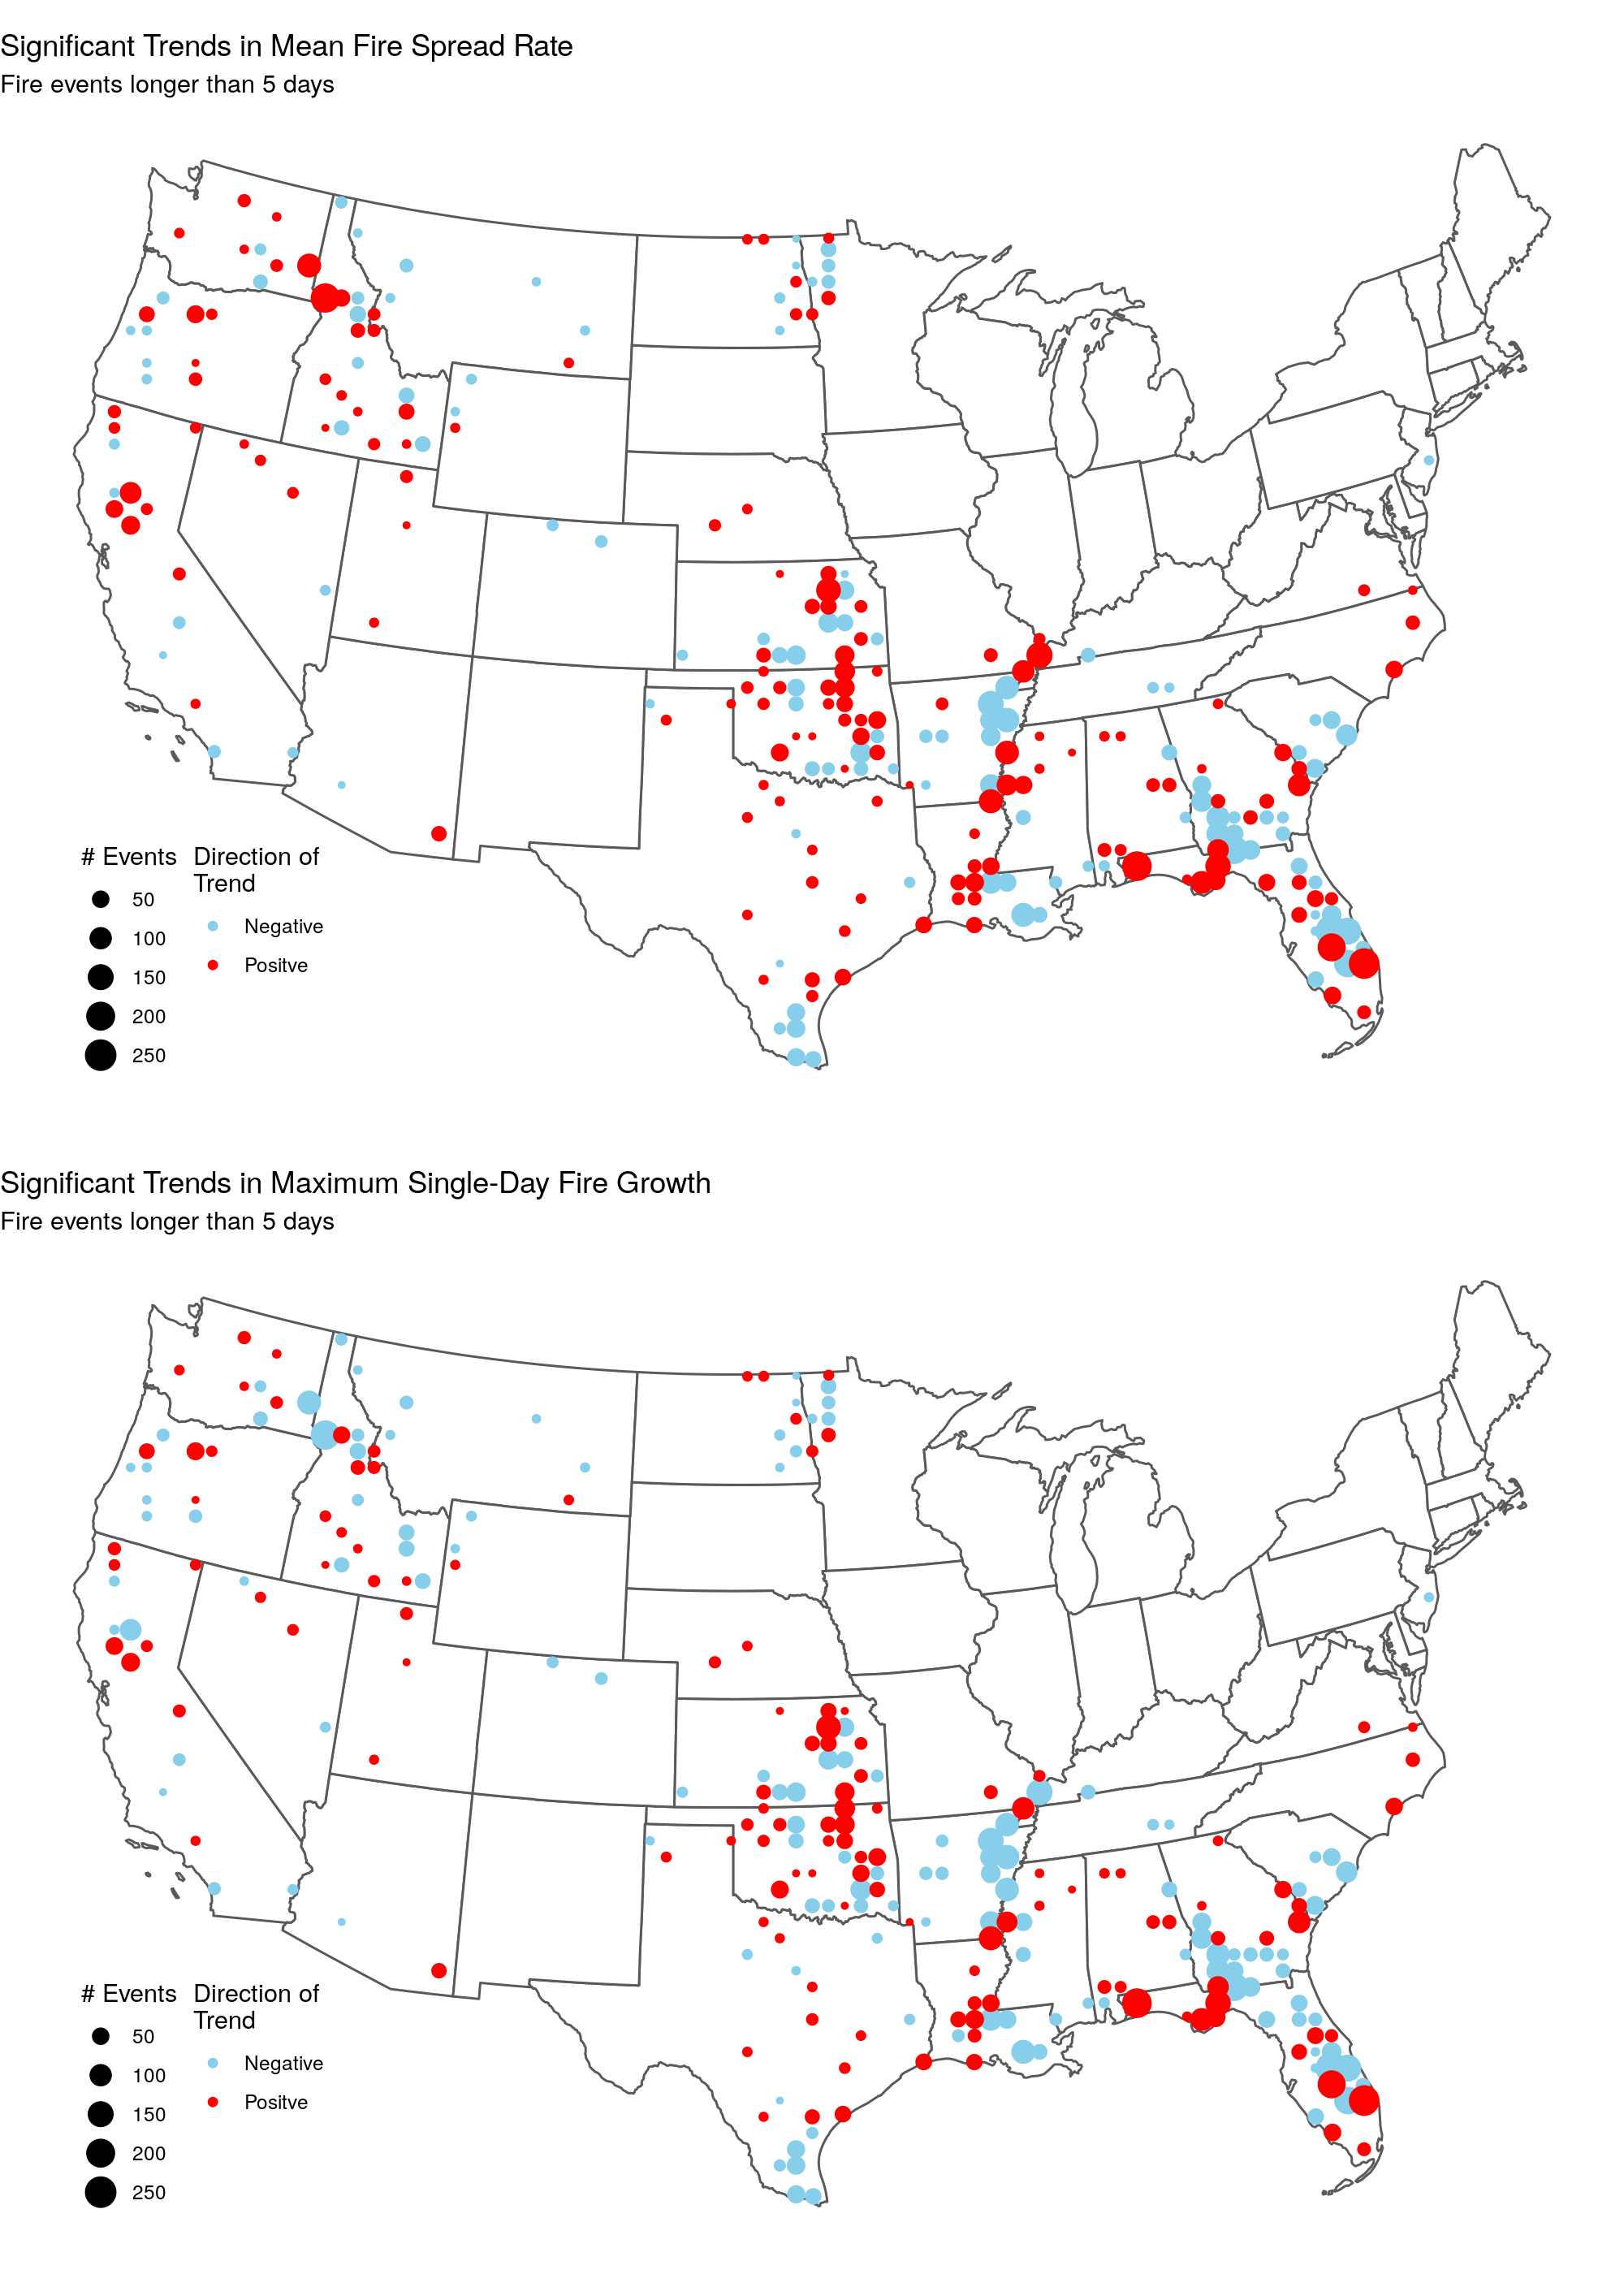 Significant Trends in Mean Fire Spread Rate
Fire events longer than 5 days
# Events
50
100
150
200
250
Direction of
Trend
Negative
Positve
Significant Trends in Maximum Single-Day Fire Growth
Fire events longer than 5 days
# Events
50
100
150
200
250
Direction of
Trend
Negative
Positve